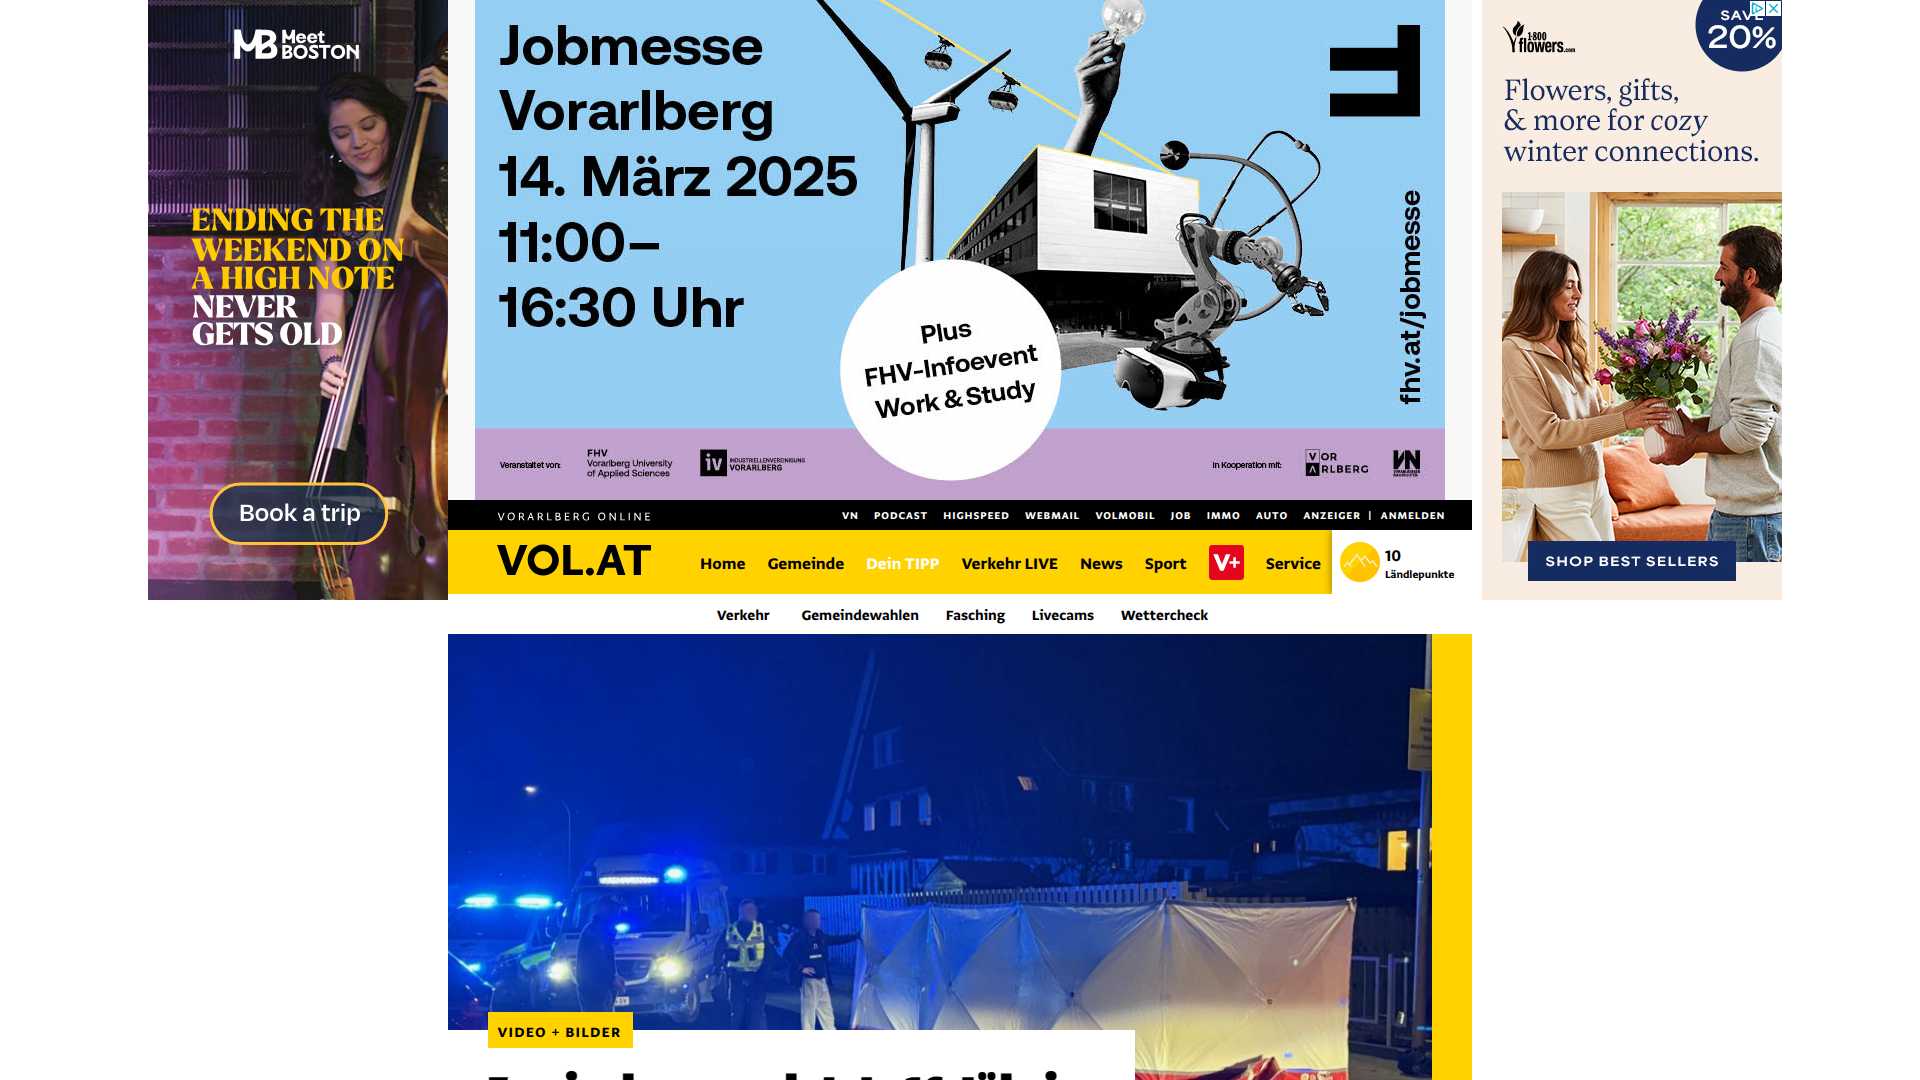 Meet
BOSTON
ENDING THE
WEEKEND ON
A HIGH NOTE
NEVER
GETS OLD
Book a trip
Jobmesse
Vorarlberg
14. März 2025
11:00–
16:30 Uhr
Plus
FHV-Infoevent
Work & Study
fhv.at/jobmesse
Veranstaltet von:
FHV
Vorarlberg University
of Applied Sciences
iv INDUSTRIELLENVEREINIGUNG
VORARLBERG
In Kooperation mit:
VOR
ARLBERG
VN
1-800
flowers.com
SAVE
20%
Flowers, gifts,
& more for cozy
winter connections.
SHOP BEST SELLERS
VORARLBERG ONLINE
VN PODCAST HIGHSPEED WEBMAIL VOLMOBIL JOB IMMO AUTO ANZEIGER | ANMELDEN
VOL.AT
Home Gemeinde Dein TIPP Verkehr LIVE News Sport V+ Service
10
Ländlepunkte
Verkehr Gemeindewahlen Fasching Livecams Wettercheck
VIDEO + BILDER